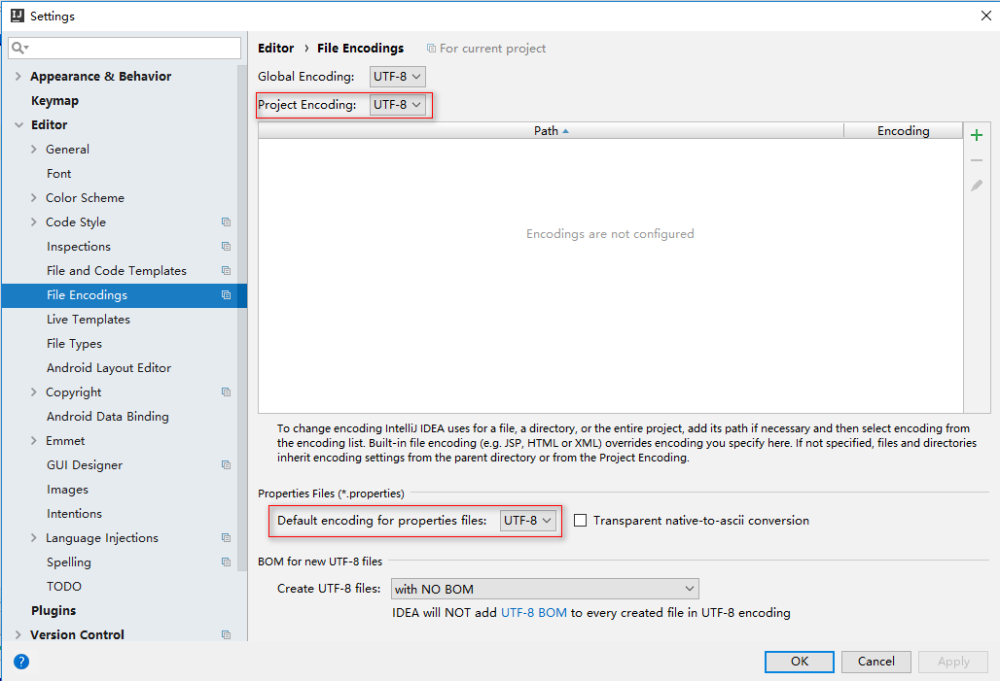 Settings
Appearance & Behavior
Keymap
Editor
General
Font
Color Scheme
Code Style
Inspections
File and Code Templates
File Encodings
Live Templates
File Types
Android Layout Editor
Copyright
Android Data Binding
Emmet
GUI Designer
Images
Intentions
Language Injections
Spelling
TODO
Plugins
Version Control
Editor › File Encodings For current project
Global Encoding: UTF-8
Project Encoding: UTF-8
Path Encoding
Encodings are not configured
To change encoding IntelliJ IDEA uses for a file, a directory, or the entire project, add its path if necessary and then select encoding from
the encoding list. Built-in file encoding (e.g. JSP, HTML or XML) overrides encoding you specify here. If not specified, files and directories
inherit encoding settings from the parent directory or from the Project Encoding.
Properties Files (*.properties)
Default encoding for properties files: UTF-8 Transparent native-to-ascii conversion
BOM for new UTF-8 files
Create UTF-8 files: with NO BOM
IDEA will NOT add UTF-8 BOM to every created file in UTF-8 encoding
? OK Cancel Apply